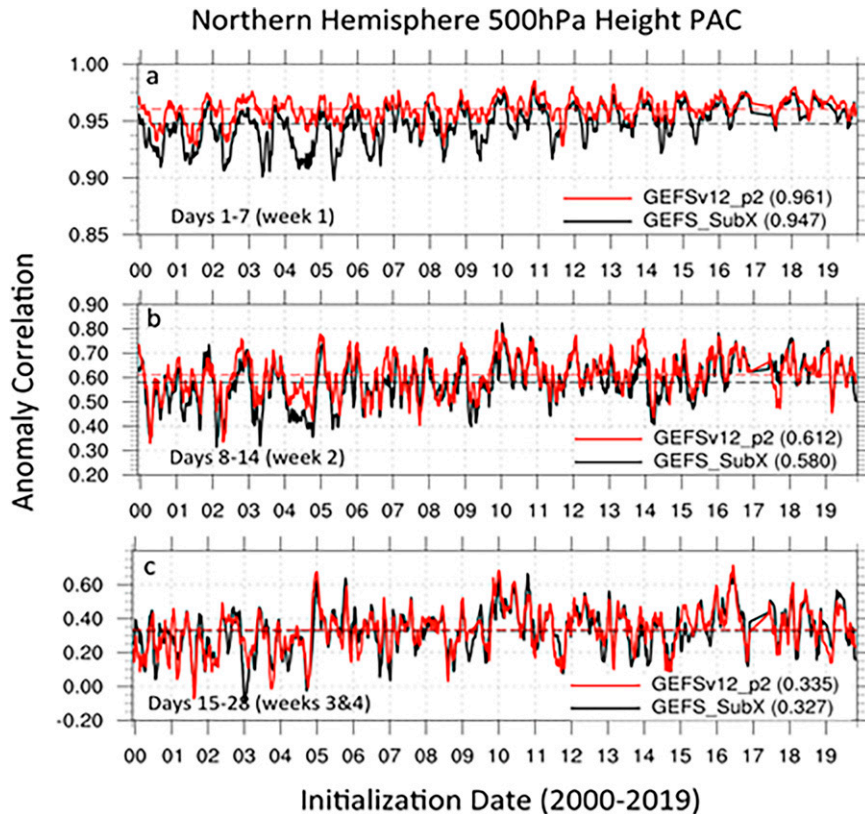 Northern Hemisphere 500hPa Height PAC
a
1.00
0.95
0.90
0.85
GEFSv12_p2 (0.961)
GEFS_SubX (0.947)
Days 1-7 (week 1)
00 01 02 03 04 05 06 07 08 09 10 11 12 13 14 15 16 17 18 19
Anomaly Correlation
b
0.90
0.80
0.70
0.60
0.50
0.40
0.30
0.20
GEFSv12_p2 (0.612)
GEFS_SubX (0.580)
Days 8-14 (week 2)
00 01 02 03 04 05 06 07 08 09 10 11 12 13 14 15 16 17 18 19
c
0.60
0.40
0.20
0.00
-0.20
GEFSv12_p2 (0.335)
GEFS_SubX (0.327)
Days 15-28 (weeks 3&4)
00 01 02 03 04 05 06 07 08 09 10 11 12 13 14 15 16 17 18 19
Initialization Date (2000-2019)